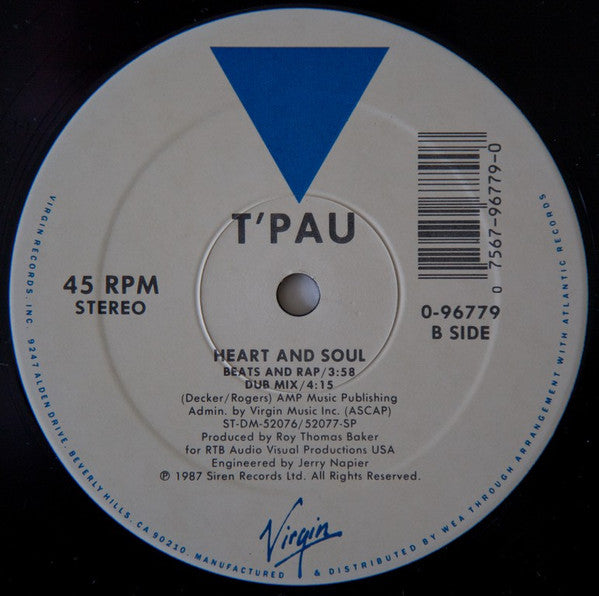 T'PAU
45 RPM
STEREO
0 7567-96779-0
0-96779
B SIDE
HEART AND SOUL
BEATS AND RAP/3:58
DUB MIX/4:15
(Decker/Rogers) AMP Music Publishing
Admin. by Virgin Music Inc. (ASCAP)
ST-DM-52076/52077-SP
Produced by Roy Thomas Baker
for RTB Audio Visual Productions USA
Engineered by Jerry Napier
℗ 1987 Siren Records Ltd. All Rights Reserved.
Virgin
VIRGIN RECORDS, INC. 9247 ALDEN DRIVE, BEVERLY HILLS, CA 90210. MANUFACTURED & DISTRIBUTED BY WEA THROUGH ARRANGEMENT WITH ATLANTIC RECORDS